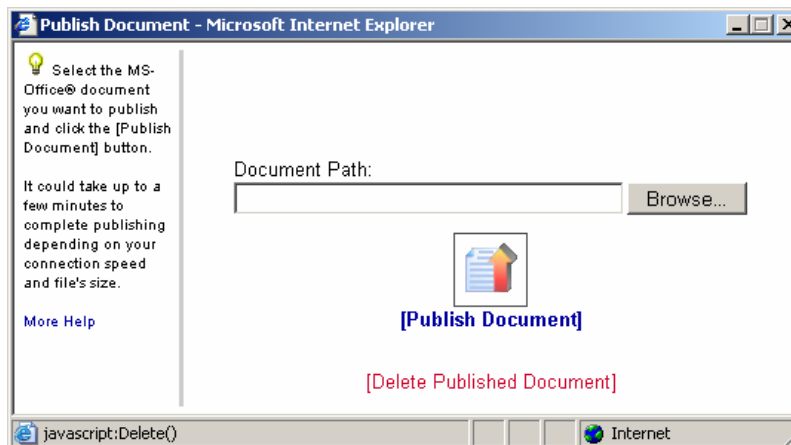 Publish Document - Microsoft Internet Explorer
Select the MS-
Office® document
you want to publish
and click the [Publish
Document] button.
It could take up to a
few minutes to
complete publishing
depending on your
connection speed
and file's size.
More Help
Document Path:
Browse...
[Publish Document]
[Delete Published Document]
javascript:Delete()
Internet